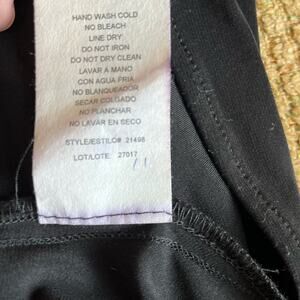 HAND WASH COLD
NO BLEACH
LINE DRY
DO NOT IRON
DO NOT DRY CLEAN
LAVAR A MANO
CON AGUA FRIA
NO BLANQUEADOR
SECAR COLGADO
NO PLANCHAR
NO LAVAR EN SECO
STYLE/ESTILO# 21498
LOT/LOTE: 27017